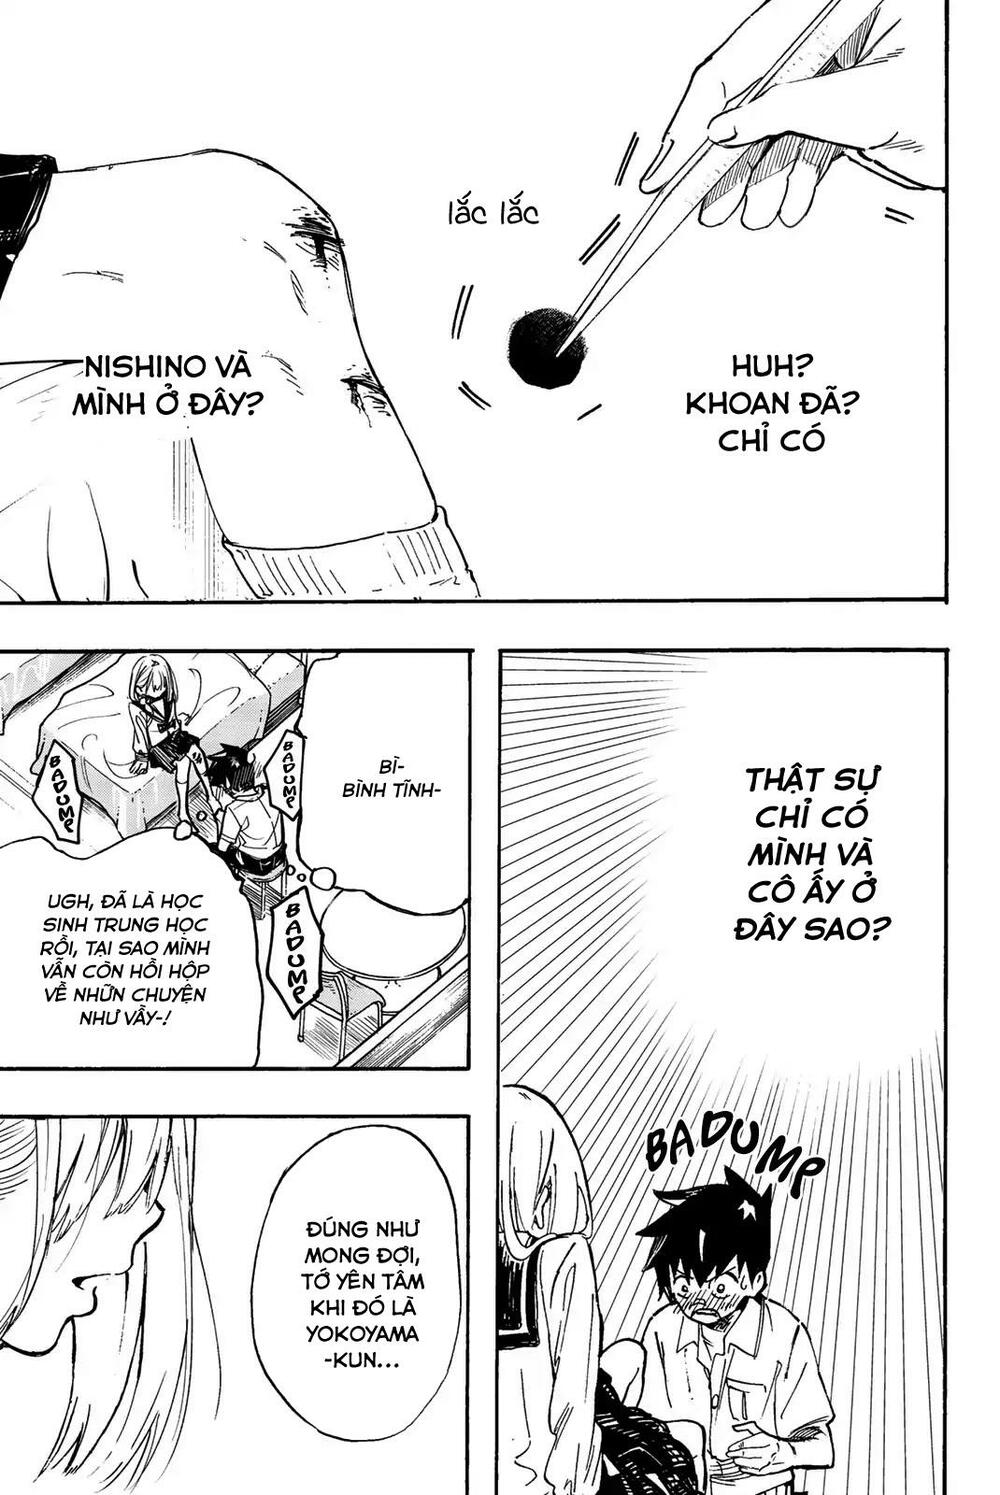 HUH?
KHOAN ĐÃ?
CHỈ CÓ
lắc lắc
NISHINO VÀ
MÌNH Ở ĐÂY?
THẬT SỰ
CHỈ CÓ
MÌNH VÀ
CÔ ẤY Ở
ĐÂY SAO?
BADUMP
BÌ-
BÌNH TĨNH-
BADUMP
BADUMP
BADUMP
UGH, ĐÃ LÀ HỌC
SINH TRUNG HỌC
RỒI, TẠI SAO MÌNH
VẪN CÒN HỒI HỘP
VỀ NHỮN CHUYỆN
NHƯ VẦY-!
ĐÚNG NHƯ
MONG ĐỢI,
TỚ YÊN TÂM
KHI ĐÓ LÀ
YOKOYAMA
-KUN...